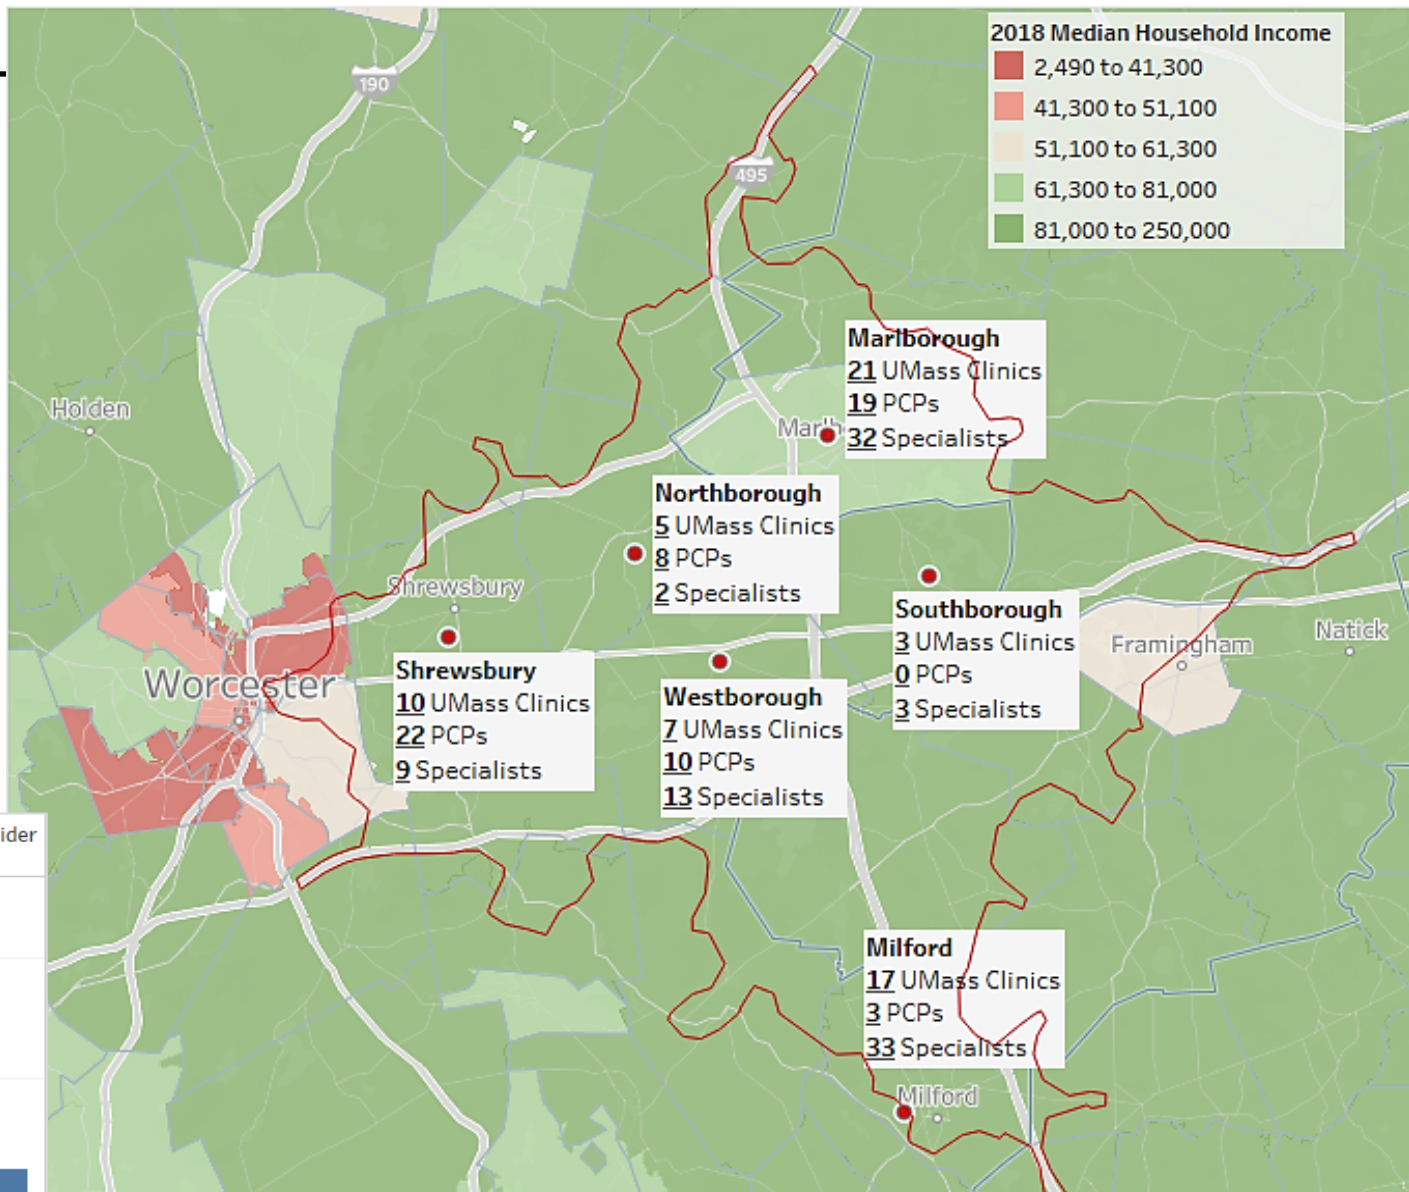 2018 Median Household Income
2,490 to 41,300
41,300 to 51,100
51,100 to 61,300
61,300 to 81,000
81,000 to 250,000
190
495
Holden
Marlborough
21 UMass Clinics
19 PCPs
32 Specialists
Marlb
Northborough
5 UMass Clinics
8 PCPs
2 Specialists
Shrewsbury
Southborough
3 UMass Clinics
0 PCPs
3 Specialists
Framingham
Natick
Worcester
Shrewsbury
10 UMass Clinics
22 PCPs
9 Specialists
Westborough
7 UMass Clinics
10 PCPs
13 Specialists
ider
Milford
17 UMass Clinics
3 PCPs
33 Specialists
Milford